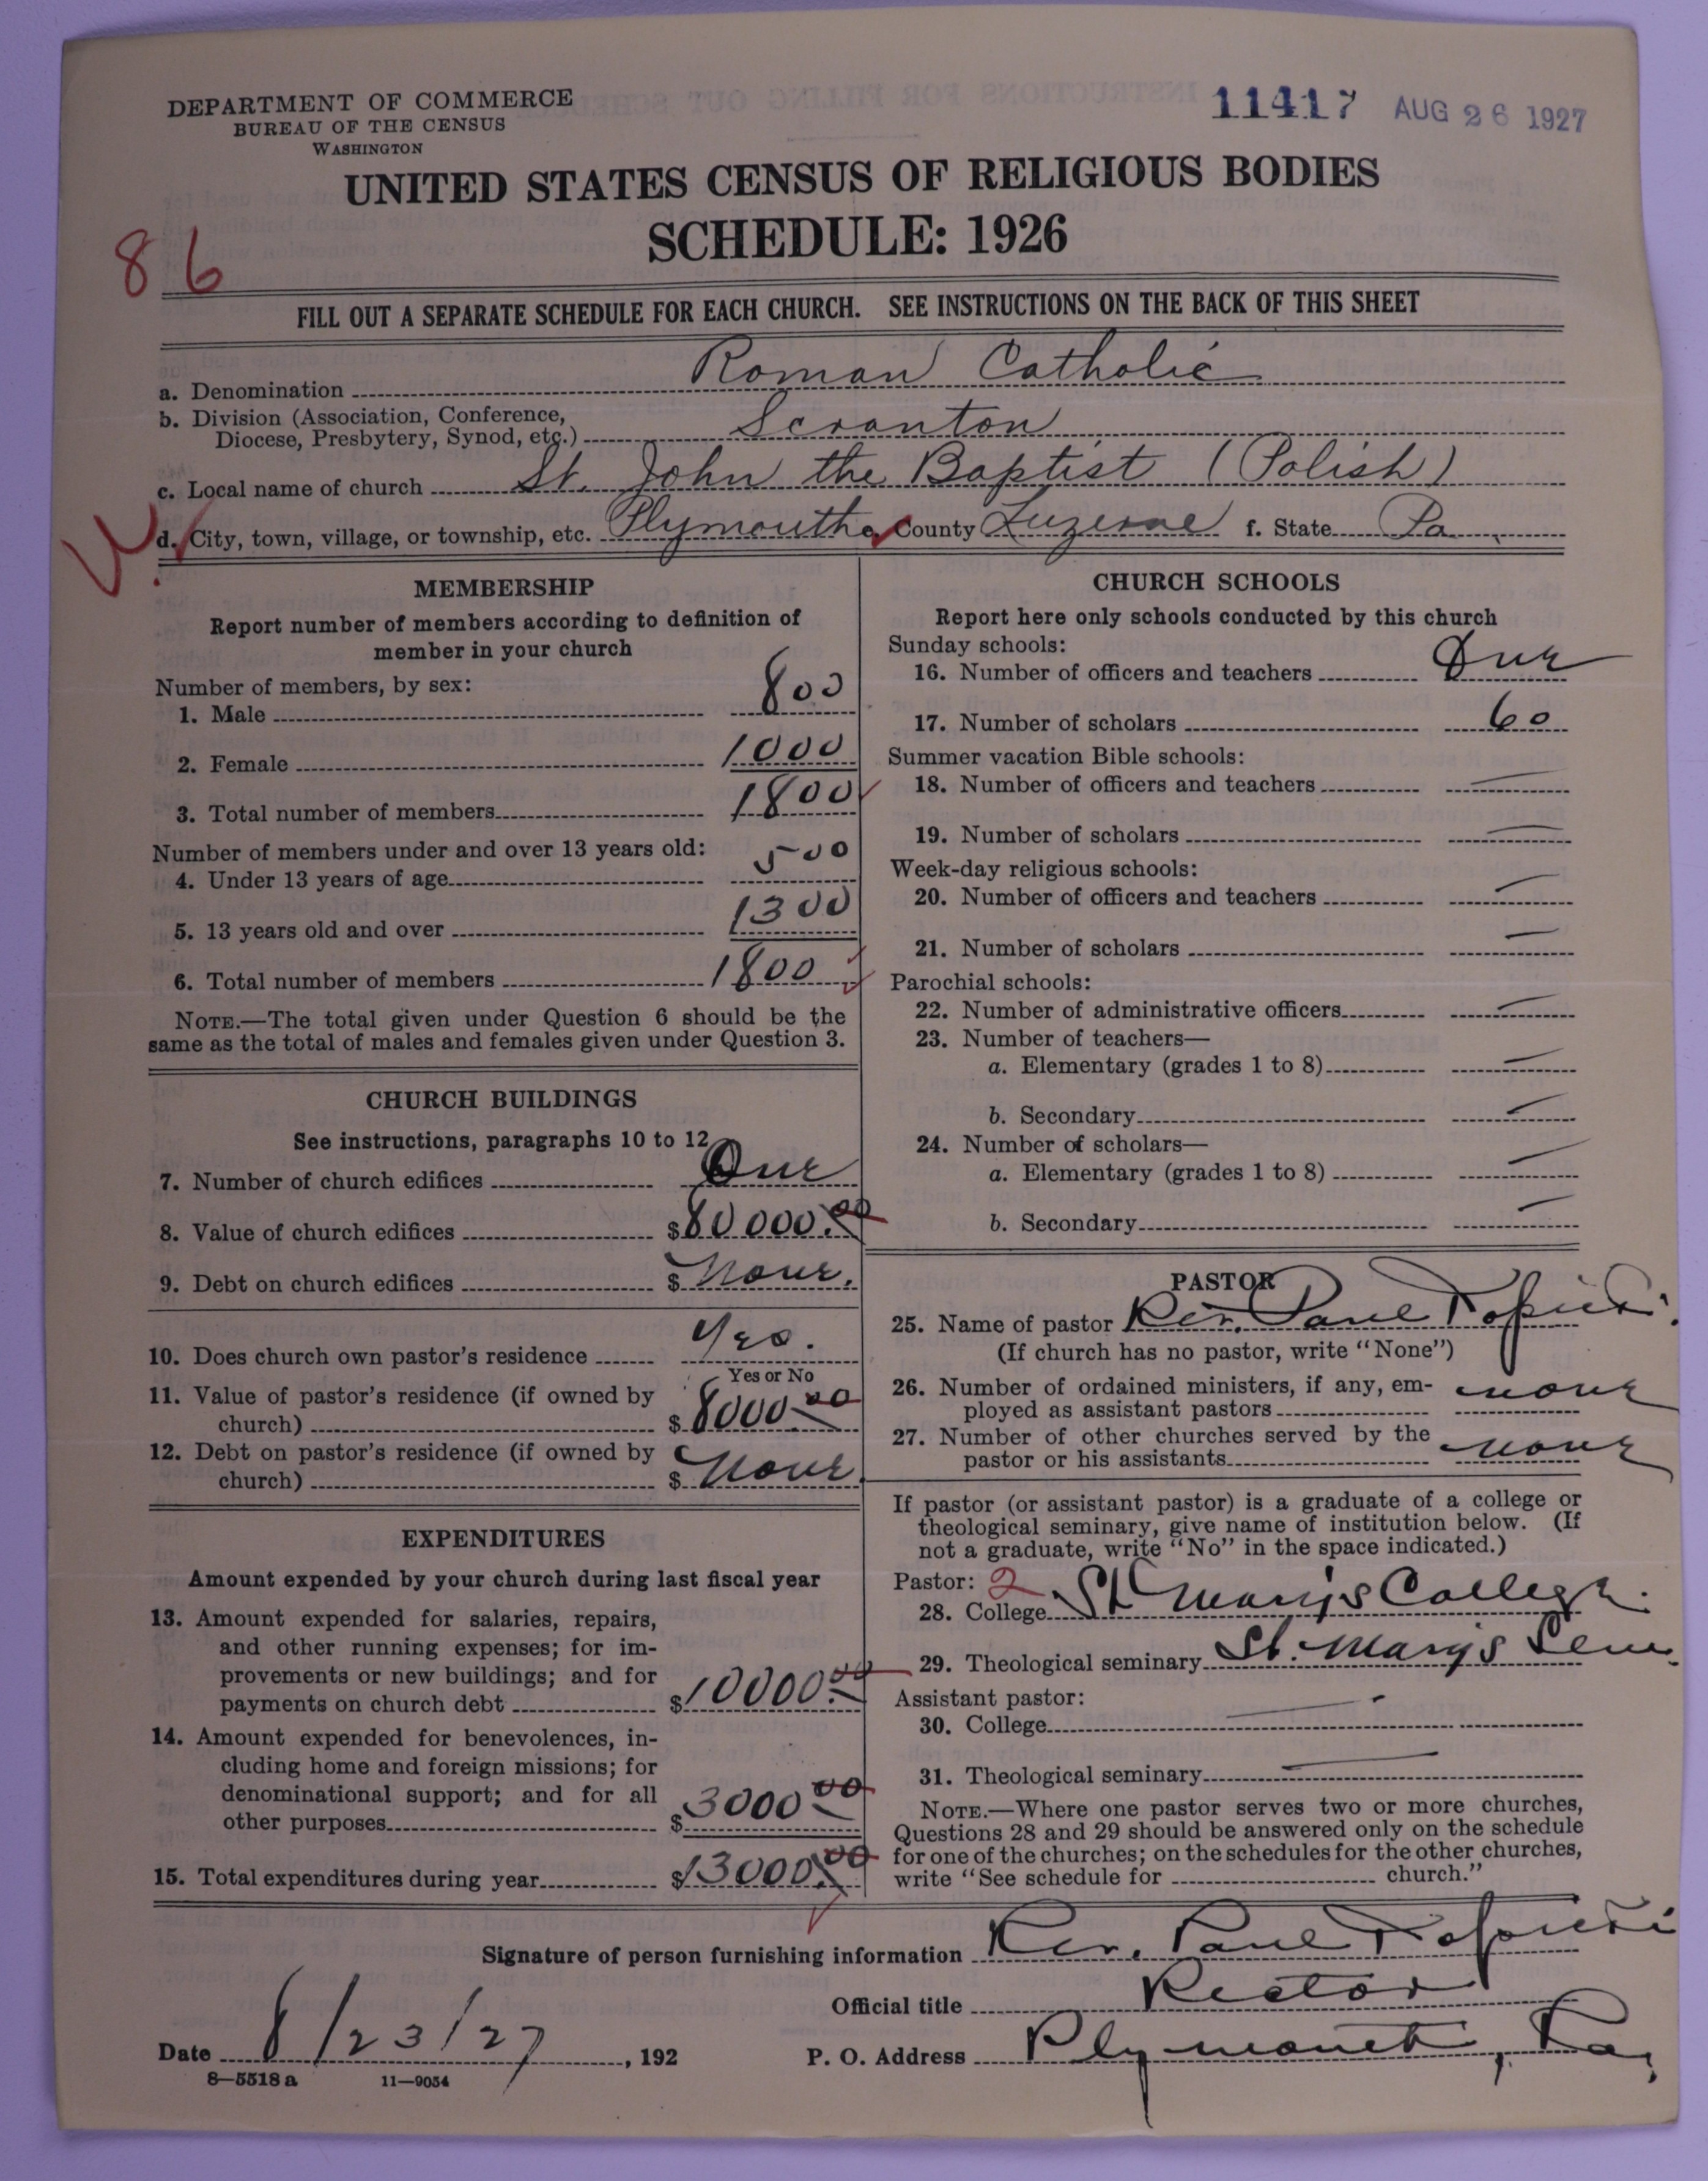 DEPARTMENT OF COMMERCE
BUREAU OF THE CENSUS
WASHINGTON
11417 AUG 26 1927
UNITED STATES CENSUS OF RELIGIOUS BODIES
SCHEDULE: 1926
86
FILL OUT A SEPARATE SCHEDULE FOR EACH CHURCH. SEE INSTRUCTIONS ON THE BACK OF THIS SHEET
a. Denomination Roman Catholic
b. Division (Association, Conference,
Diocese, Presbytery, Synod, etc.) Scranton
c. Local name of church St. John the Baptist (Polish)
d. City, town, village, or township, etc. Plymouth e. County Luzerne f. State Pa.
MEMBERSHIP
Report number of members according to definition of
member in your church
Number of members, by sex:
1. Male 800
2. Female 1000
3. Total number of members 1800
Number of members under and over 13 years old:
4. Under 13 years of age 500
5. 13 years old and over 1300
6. Total number of members 1800
NOTE.—The total given under Question 6 should be the
same as the total of males and females given under Question 3.
CHURCH BUILDINGS
See instructions, paragraphs 10 to 12
7. Number of church edifices One
8. Value of church edifices $80000.00
9. Debt on church edifices $ None.
10. Does church own pastor's residence Yes.
Yes or No
11. Value of pastor's residence (if owned by
church) $8000.00
12. Debt on pastor's residence (if owned by
church) $ None
EXPENDITURES
Amount expended by your church during last fiscal year
13. Amount expended for salaries, repairs,
and other running expenses; for im-
provements or new buildings; and for
payments on church debt $10000.00
14. Amount expended for benevolences, in-
cluding home and foreign missions; for
denominational support; and for all
other purposes $3000.00
15. Total expenditures during year $13000.00
CHURCH SCHOOLS
Report here only schools conducted by this church
Sunday schools:
16. Number of officers and teachers One
17. Number of scholars 60
Summer vacation Bible schools:
18. Number of officers and teachers —
19. Number of scholars —
Week-day religious schools:
20. Number of officers and teachers —
21. Number of scholars —
Parochial schools:
22. Number of administrative officers —
23. Number of teachers—
a. Elementary (grades 1 to 8) —
b. Secondary —
24. Number of scholars—
a. Elementary (grades 1 to 8) —
b. Secondary —
PASTOR
25. Name of pastor Rev. Paul
(If church has no pastor, write "None")
26. Number of ordained ministers, if any, em-
ployed as assistant pastors none
27. Number of other churches served by the
pastor or his assistants none
If pastor (or assistant pastor) is a graduate of a college or
theological seminary, give name of institution below. (If
not a graduate, write "No" in the space indicated.)
Pastor: 2
28. College St Mary's College.
29. Theological seminary St. Mary's Sem.
Assistant pastor:
30. College —
31. Theological seminary —
NOTE.—Where one pastor serves two or more churches,
Questions 28 and 29 should be answered only on the schedule
for one of the churches; on the schedules for the other churches,
write "See schedule for church."
Signature of person furnishing information Rev. Paul
Official title Rector
Date 8/23/27, 192 P. O. Address Plymouth, Pa,
8—5518 a 11—9054